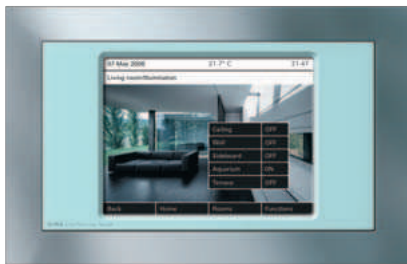 07 May 2008 21.7° C 21:47
Living room/Illumination
Ceiling OFF
Wall OFF
Sideboard OFF
Aquarium ON
Terrace OFF
Back Home Rooms Functions